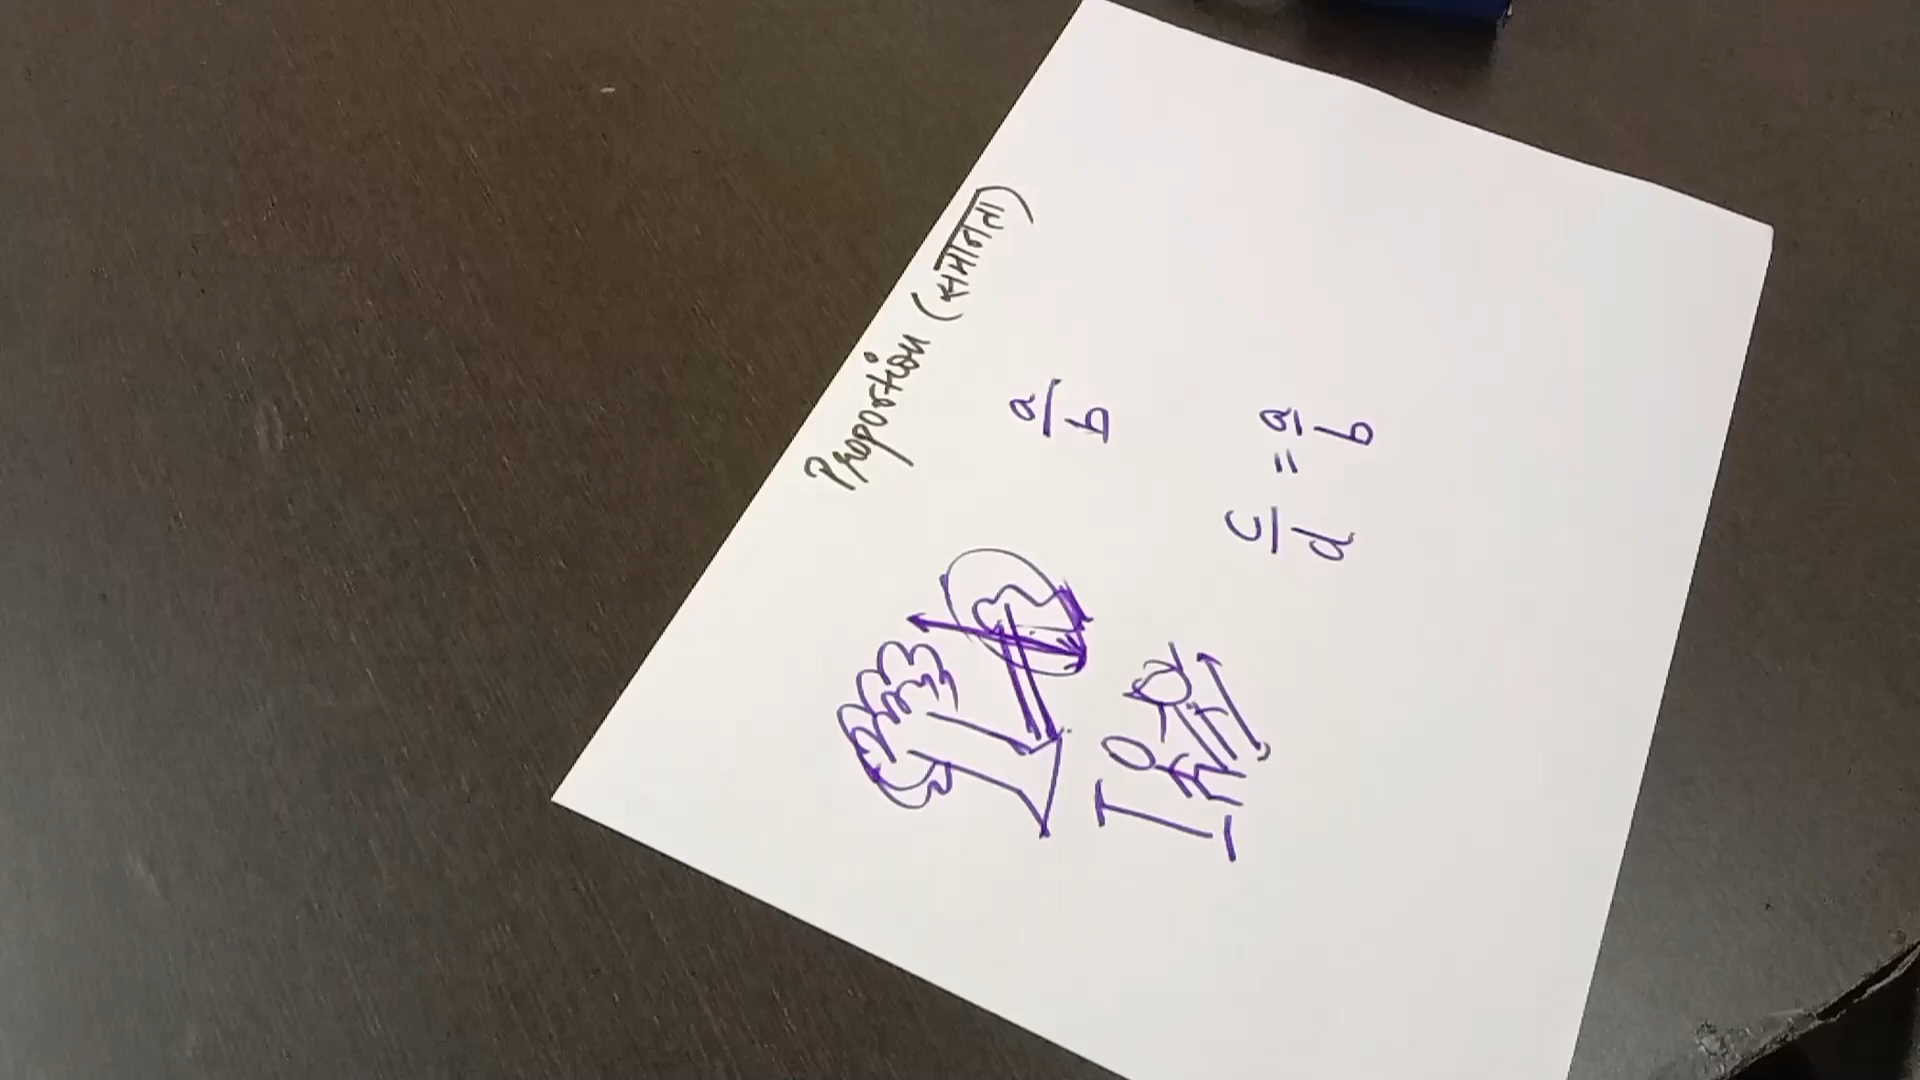 Proportion (समानता)
a/b
c/d = a/b